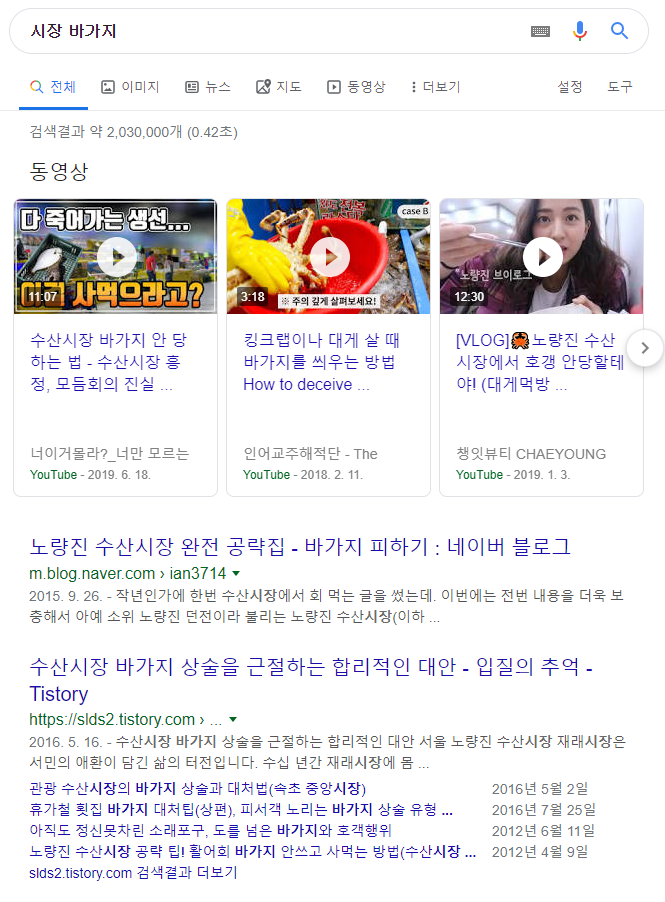 시장 바가지
전체 이미지 뉴스 지도 동영상 더보기 설정 도구
검색결과 약 2,030,000개 (0.42초)
동영상
다 죽어가는 생선...
이걸 사먹으라고?
11:07
case B
3:18
※ 주의 깊게 살펴보세요!
"노량진 브이로그"
12:30
수산시장 바가지 안 당
하는 법 - 수산시장 흥
정, 모듬회의 진실 ...
너이거몰라?_너만 모르는
YouTube - 2019. 6. 18.
킹크랩이나 대게 살 때
바가지를 씌우는 방법
How to deceive ...
인어교주해적단 - The
YouTube - 2018. 2. 11.
[VLOG]🦀노량진 수산
시장에서 호갱 안당할테
야! (대게먹방 ...
챙잇뷰티 CHAEYOUNG
YouTube - 2019. 1. 3.
노량진 수산시장 완전 공략집 - 바가지 피하기 : 네이버 블로그
m.blog.naver.com › ian3714
2015. 9. 26. - 작년인가에 한번 수산시장에서 회 먹는 글을 썼는데. 이번에는 전번 내용을 더욱 보
충해서 아예 소위 노량진 던전이라 불리는 노량진 수산시장(이하 ...
수산시장 바가지 상술을 근절하는 합리적인 대안 - 입질의 추억 -
Tistory
https://slds2.tistory.com › ...
2016. 5. 16. - 수산시장 바가지 상술을 근절하는 합리적인 대안 서울 노량진 수산시장 재래시장은
서민의 애환이 담긴 삶의 터전입니다. 수십 년간 재래시장에 몸 ...
관광 수산시장의 바가지 상술과 대처법(속초 중앙시장) 2016년 5월 2일
휴가철 횟집 바가지 대처팁(상편), 피서객 노리는 바가지 상술 유형 ... 2016년 7월 25일
아직도 정신못차린 소래포구, 도를 넘은 바가지와 호객행위 2012년 6월 11일
노량진 수산시장 공략 팁! 활어회 바가지 안쓰고 사먹는 방법(수산시장 ... 2012년 4월 9일
slds2.tistory.com 검색결과 더보기